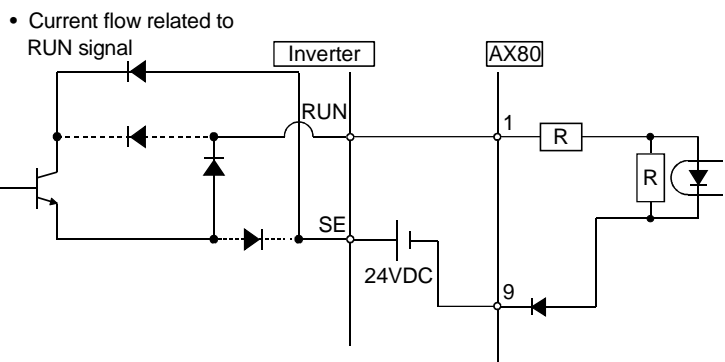 • Current flow related to
RUN signal
Inverter
AX80
RUN
1
R
R
SE
24VDC
9